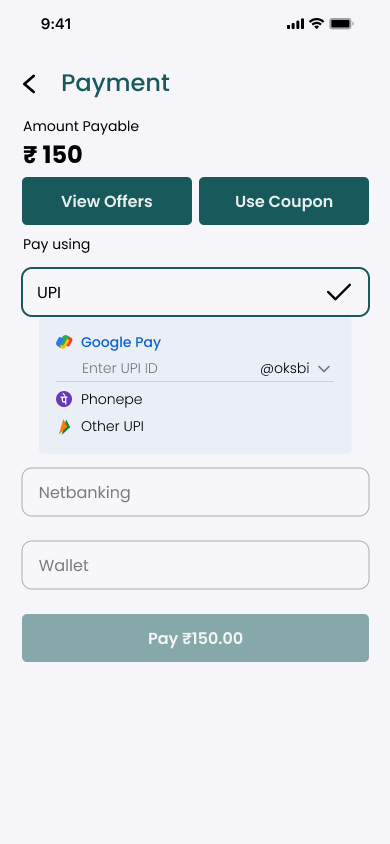 9:41
Payment
Amount Payable
₹ 150
View Offers Use Coupon
Pay using
UPI
Google Pay
Enter UPI ID @oksbi
पे Phonepe
Other UPI
Netbanking
Wallet
Pay ₹150.00